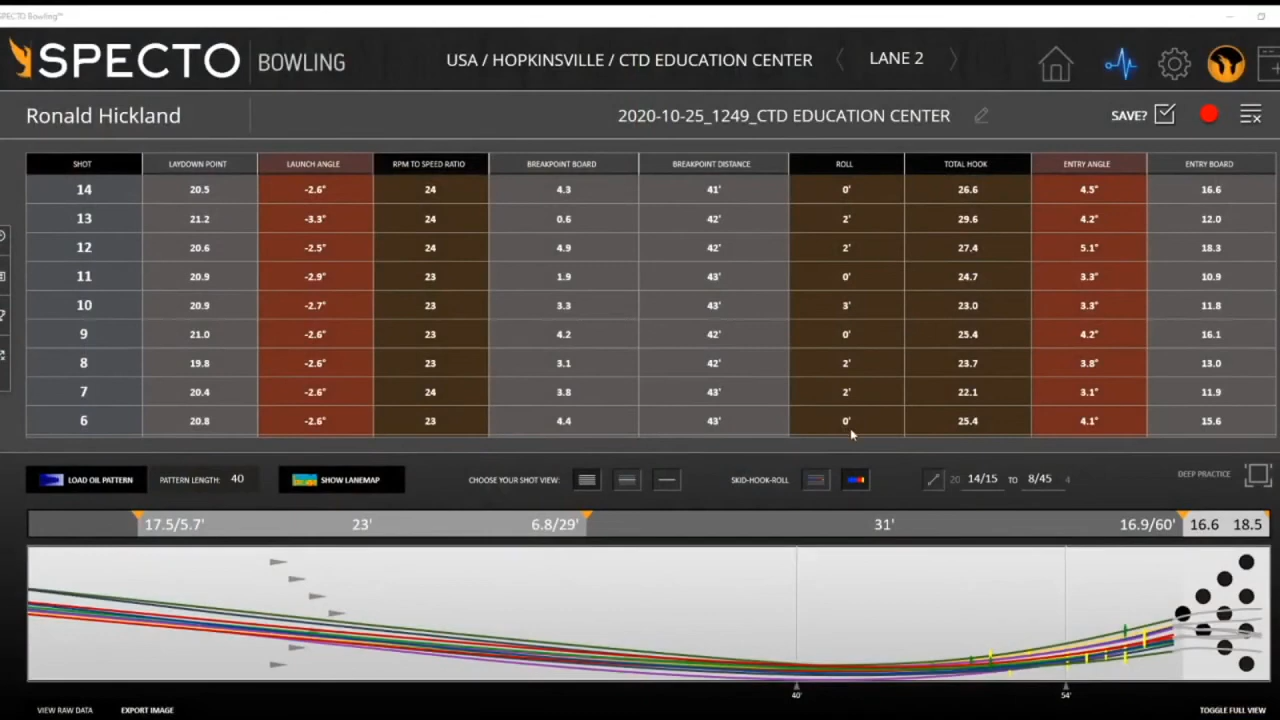 SPECTO Bowling™
SPECTO BOWLING USA / HOPKINSVILLE / CTD EDUCATION CENTER LANE 2
Ronald Hickland 2020-10-25_1249_CTD EDUCATION CENTER SAVE?
SHOT LAYDOWN POINT LAUNCH ANGLE RPM TO SPEED RATIO BREAKPOINT BOARD BREAKPOINT DISTANCE ROLL TOTAL HOOK ENTRY ANGLE ENTRY BOARD
14 20.5 -2.6° 24 4.3 41' 0' 26.6 4.5° 16.6
13 21.2 -3.3° 24 0.6 42' 2' 29.6 4.2° 12.0
12 20.6 -2.5° 24 4.9 42' 2' 27.4 5.1° 18.3
11 20.9 -2.9° 23 1.9 43' 0' 24.7 3.3° 10.9
10 20.9 -2.7° 23 3.3 43' 3' 23.0 3.3° 11.8
9 21.0 -2.6° 23 4.2 42' 0' 25.4 4.2° 16.1
8 19.8 -2.6° 23 3.1 42' 2' 23.7 3.8° 13.0
7 20.4 -2.6° 24 3.8 43' 2' 22.1 3.1° 11.9
6 20.8 -2.6° 23 4.4 43' 0' 25.4 4.1° 15.6
LOAD OIL PATTERN PATTERN LENGTH: 40 SHOW LANEMAP CHOOSE YOUR SHOT VIEW: SKID-HOOK-ROLL 20 14/15 TO 8/45 4 DEEP PRACTICE
17.5/5.7' 23' 6.8/29' 31' 16.9/60' 16.6 18.5
40' 54'
VIEW RAW DATA EXPORT IMAGE TOGGLE FULL VIEW